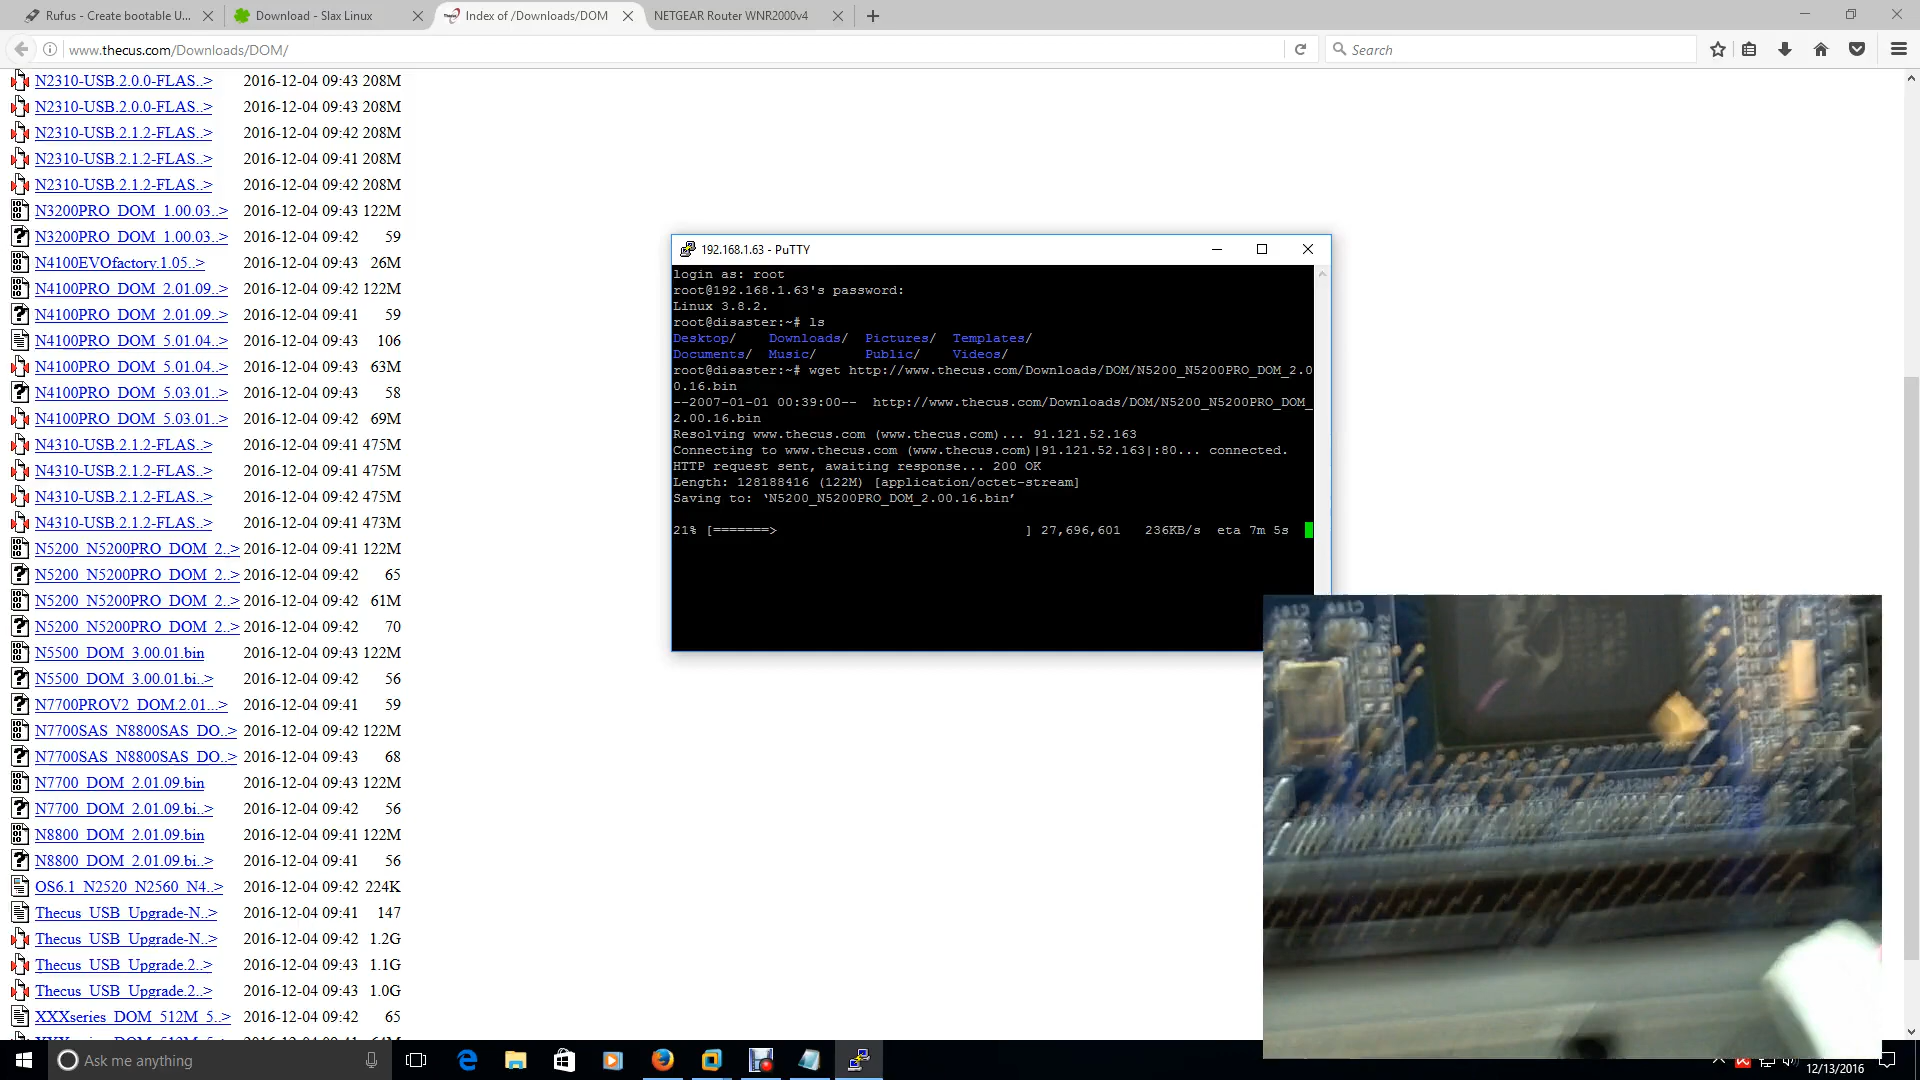 Rufus - Create bootable U...
Download - Slax Linux
Index of /Downloads/DOM
NETGEAR Router WNR2000v4
www.thecus.com/Downloads/DOM/
Search
N2310-USB.2.0.0-FLAS..> 2016-12-04 09:43 208M
N2310-USB.2.0.0-FLAS..> 2016-12-04 09:43 208M
N2310-USB.2.1.2-FLAS..> 2016-12-04 09:42 208M
N2310-USB.2.1.2-FLAS..> 2016-12-04 09:41 208M
N2310-USB.2.1.2-FLAS..> 2016-12-04 09:42 208M
N3200PRO_DOM_1.00.03..> 2016-12-04 09:43 122M
N3200PRO_DOM_1.00.03..> 2016-12-04 09:42 59
N4100EVOfactory.1.05..> 2016-12-04 09:43 26M
N4100PRO_DOM_2.01.09..> 2016-12-04 09:42 122M
N4100PRO_DOM_2.01.09..> 2016-12-04 09:41 59
N4100PRO_DOM_5.01.04..> 2016-12-04 09:43 106
N4100PRO_DOM_5.01.04..> 2016-12-04 09:43 63M
N4100PRO_DOM_5.03.01..> 2016-12-04 09:43 58
N4100PRO_DOM_5.03.01..> 2016-12-04 09:42 69M
N4310-USB.2.1.2-FLAS..> 2016-12-04 09:41 475M
N4310-USB.2.1.2-FLAS..> 2016-12-04 09:41 475M
N4310-USB.2.1.2-FLAS..> 2016-12-04 09:42 475M
N4310-USB.2.1.2-FLAS..> 2016-12-04 09:41 473M
N5200_N5200PRO_DOM_2..> 2016-12-04 09:41 122M
N5200_N5200PRO_DOM_2..> 2016-12-04 09:42 65
N5200_N5200PRO_DOM_2..> 2016-12-04 09:42 61M
N5200_N5200PRO_DOM_2..> 2016-12-04 09:42 70
N5500_DOM_3.00.01.bin 2016-12-04 09:43 122M
N5500_DOM_3.00.01.bi..> 2016-12-04 09:42 56
N7700PROV2_DOM.2.01...> 2016-12-04 09:41 59
N7700SAS_N8800SAS_DO..> 2016-12-04 09:42 122M
N7700SAS_N8800SAS_DO..> 2016-12-04 09:43 68
N7700_DOM_2.01.09.bin 2016-12-04 09:43 122M
N7700_DOM_2.01.09.bi..> 2016-12-04 09:42 56
N8800_DOM_2.01.09.bin 2016-12-04 09:41 122M
N8800_DOM_2.01.09.bi..> 2016-12-04 09:41 56
OS6.1_N2520_N2560_N4..> 2016-12-04 09:42 224K
Thecus_USB_Upgrade-N..> 2016-12-04 09:41 147
Thecus_USB_Upgrade-N..> 2016-12-04 09:42 1.2G
Thecus_USB_Upgrade.2..> 2016-12-04 09:43 1.1G
Thecus_USB_Upgrade.2..> 2016-12-04 09:43 1.0G
XXXseries_DOM_512M_5..> 2016-12-04 09:42 65
192.168.1.63 - PuTTY
login as: root
root@192.168.1.63's password:
Linux 3.8.2.
root@disaster:~# ls
Desktop/ Downloads/ Pictures/ Templates/
Documents/ Music/ Public/ Videos/
root@disaster:~# wget http://www.thecus.com/Downloads/DOM/N5200_N5200PRO_DOM_2.0
0.16.bin
--2007-01-01 00:39:00-- http://www.thecus.com/Downloads/DOM/N5200_N5200PRO_DOM_
2.00.16.bin
Resolving www.thecus.com (www.thecus.com)... 91.121.52.163
Connecting to www.thecus.com (www.thecus.com)|91.121.52.163|:80... connected.
HTTP request sent, awaiting response... 200 OK
Length: 128188416 (122M) [application/octet-stream]
Saving to: ‘N5200_N5200PRO_DOM_2.00.16.bin’
21% [=======> ] 27,696,601 236KB/s eta 7m 5s
Ask me anything
12/13/2016